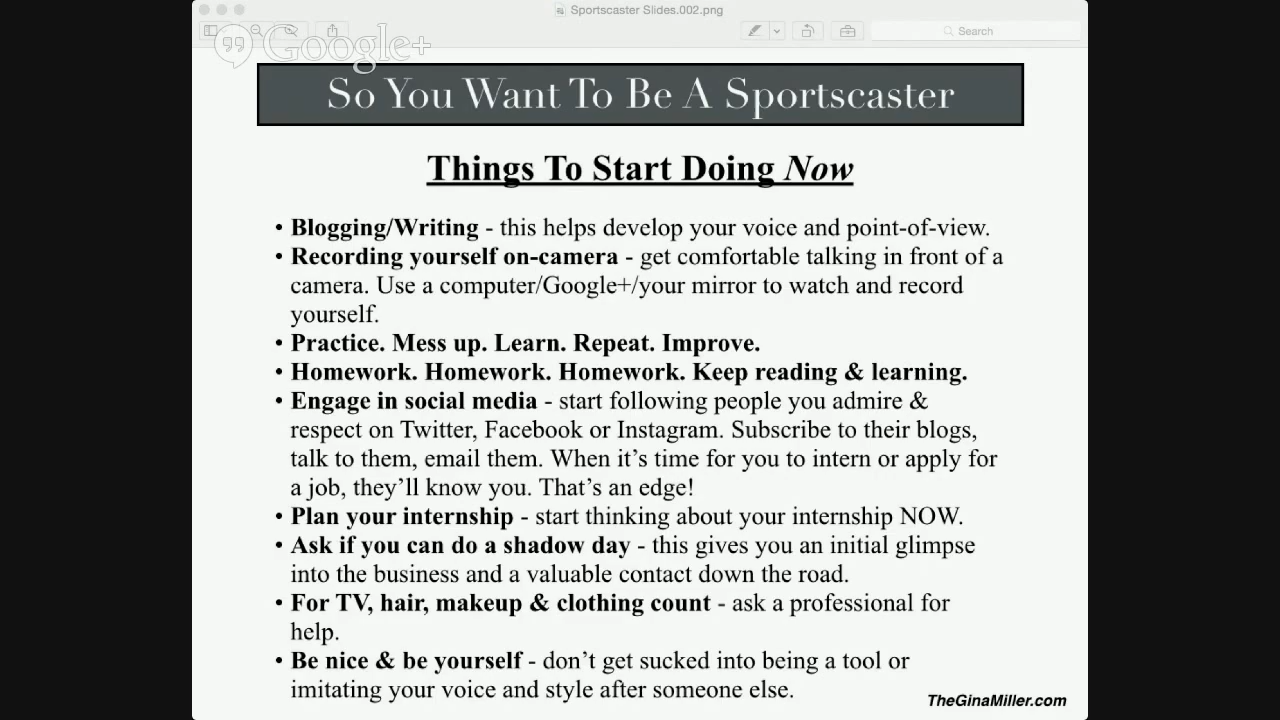 Sportscaster Slides.002.png
Search
Google+
So You Want To Be A Sportscaster
Things To Start Doing Now
• Blogging/Writing - this helps develop your voice and point-of-view.
• Recording yourself on-camera - get comfortable talking in front of a
camera. Use a computer/Google+/your mirror to watch and record
yourself.
• Practice. Mess up. Learn. Repeat. Improve.
• Homework. Homework. Homework. Keep reading & learning.
• Engage in social media - start following people you admire &
respect on Twitter, Facebook or Instagram. Subscribe to their blogs,
talk to them, email them. When it’s time for you to intern or apply for
a job, they’ll know you. That’s an edge!
• Plan your internship - start thinking about your internship NOW.
• Ask if you can do a shadow day - this gives you an initial glimpse
into the business and a valuable contact down the road.
• For TV, hair, makeup & clothing count - ask a professional for
help.
• Be nice & be yourself - don’t get sucked into being a tool or
imitating your voice and style after someone else.
TheGinaMiller.com